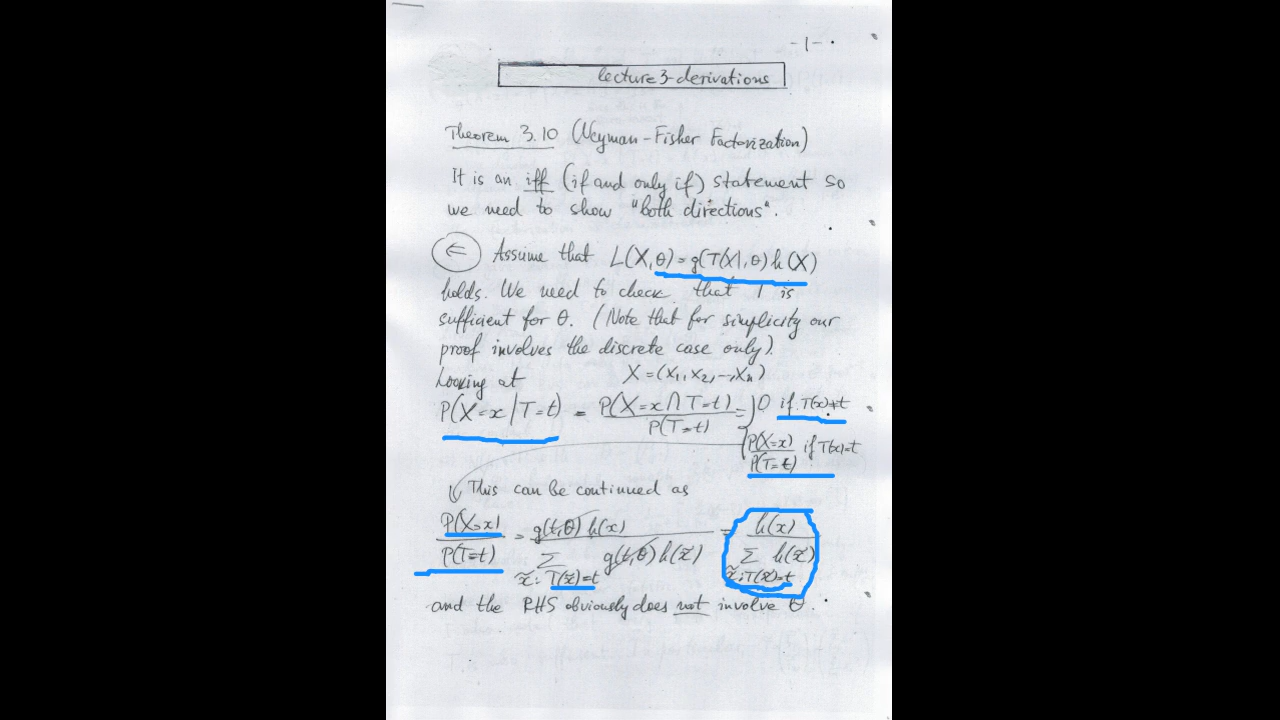 -1-.
lecture 3-derivations
Theorem 3.10 (Neyman-Fisher Factorization)
It is an iff (if and only if) statement so
we need to show "both directions".
⇐ Assume that L(X,θ)=g(T(X),θ)h(X)
holds. We need to check that T is
sufficient for θ. (Note that for simplicity our
proof involves the discrete case only).
Looking at X=(X₁,X₂,…,Xₙ)
P(X=x|T=t) = P(X=x∩T=t)/P(T=t) = { 0 if T(x)≠t
P(X=x)/P(T=t) if T(x)=t
This can be continued as
P(X=x)/P(T=t) = g(t,θ)h(x) / Σ x̃:T(x̃)=t g(t,θ)h(x̃) = h(x) / Σ x̃:T(x̃)=t h(x̃)
and the RHS obviously does not involve θ.